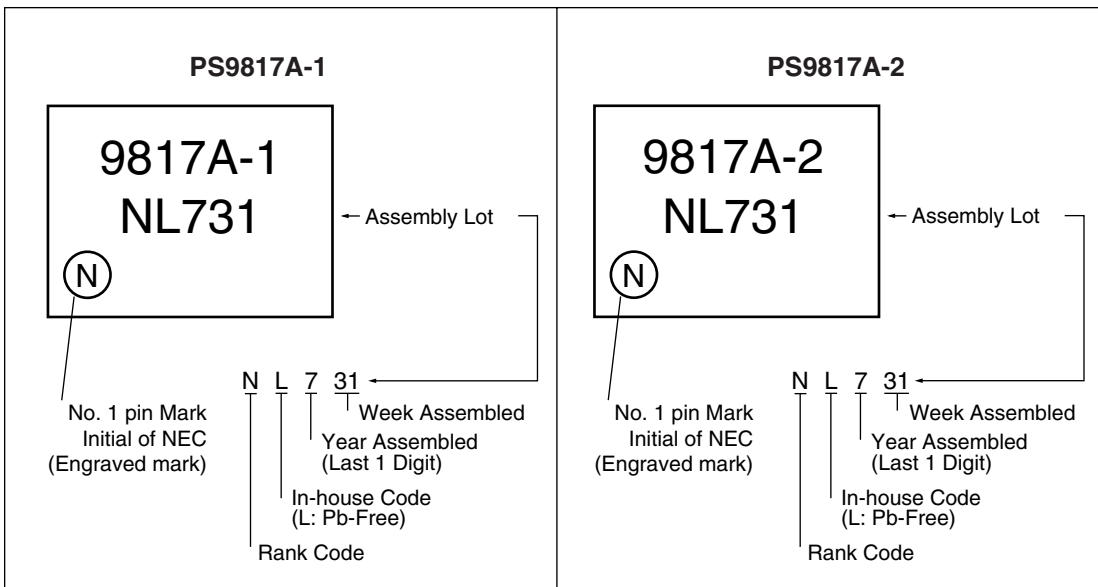 PS9817A-1
9817A-1
NL731
N
Assembly Lot
N L 7 31
No. 1 pin Mark
Initial of NEC
(Engraved mark)
Week Assembled
Year Assembled
(Last 1 Digit)
In-house Code
(L: Pb-Free)
Rank Code
PS9817A-2
9817A-2
NL731
N
Assembly Lot
N L 7 31
No. 1 pin Mark
Initial of NEC
(Engraved mark)
Week Assembled
Year Assembled
(Last 1 Digit)
In-house Code
(L: Pb-Free)
Rank Code